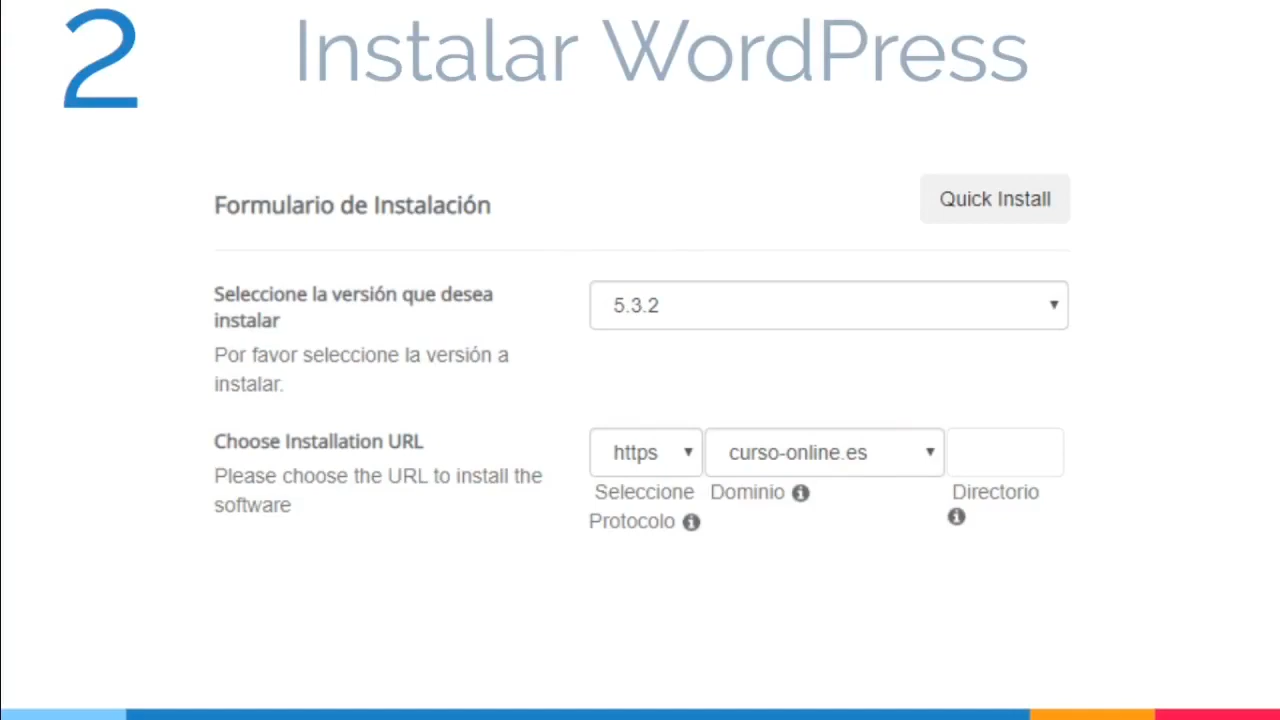 2
Instalar WordPress
Formulario de Instalación
Quick Install
Seleccione la versión que desea
instalar
5.3.2
Por favor seleccione la versión a
instalar.
Choose Installation URL
Please choose the URL to install the
software
https
curso-online.es
Seleccione
Protocolo
Dominio
Directorio